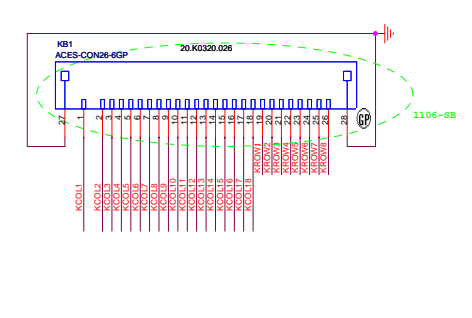 KB1
20.K0320.026
ACES-CON26-6GP
GP
1106-SB
27
1
2
3
4
5
6
7
8
9
10
11
12
13
14
15
16
17
18
19
20
21
22
23
24
25
26
28
KCOL1
KCOL2
KCOL3
KCOL4
KCOL5
KCOL6
KCOL7
KCOL8
KCOL9
KCOL10
KCOL11
KCOL12
KCOL13
KCOL14
KCOL15
KCOL16
KCOL17
KCOL18
KROW1
KROW2
KROW3
KROW4
KROW5
KROW6
KROW7
KROW8